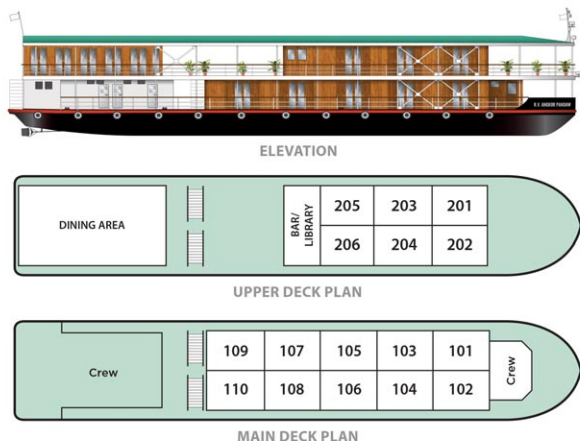 R.V. ANGKOR PANDAW
ELEVATION
DINING AREA
BAR/
LIBRARY
205 203 201
206 204 202
UPPER DECK PLAN
Crew
109 107 105 103 101
110 108 106 104 102
Crew
MAIN DECK PLAN